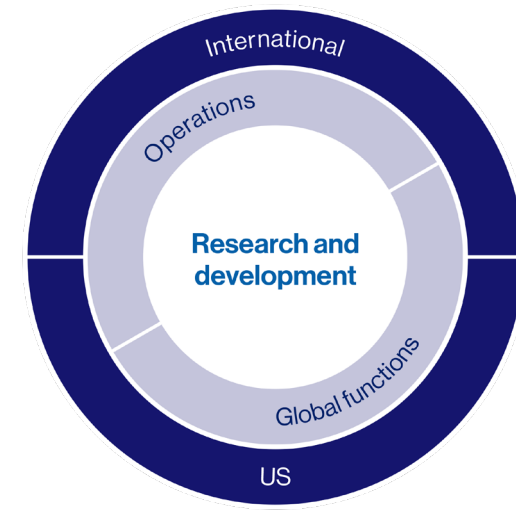 International
Operations
Research and
development
Global functions
US